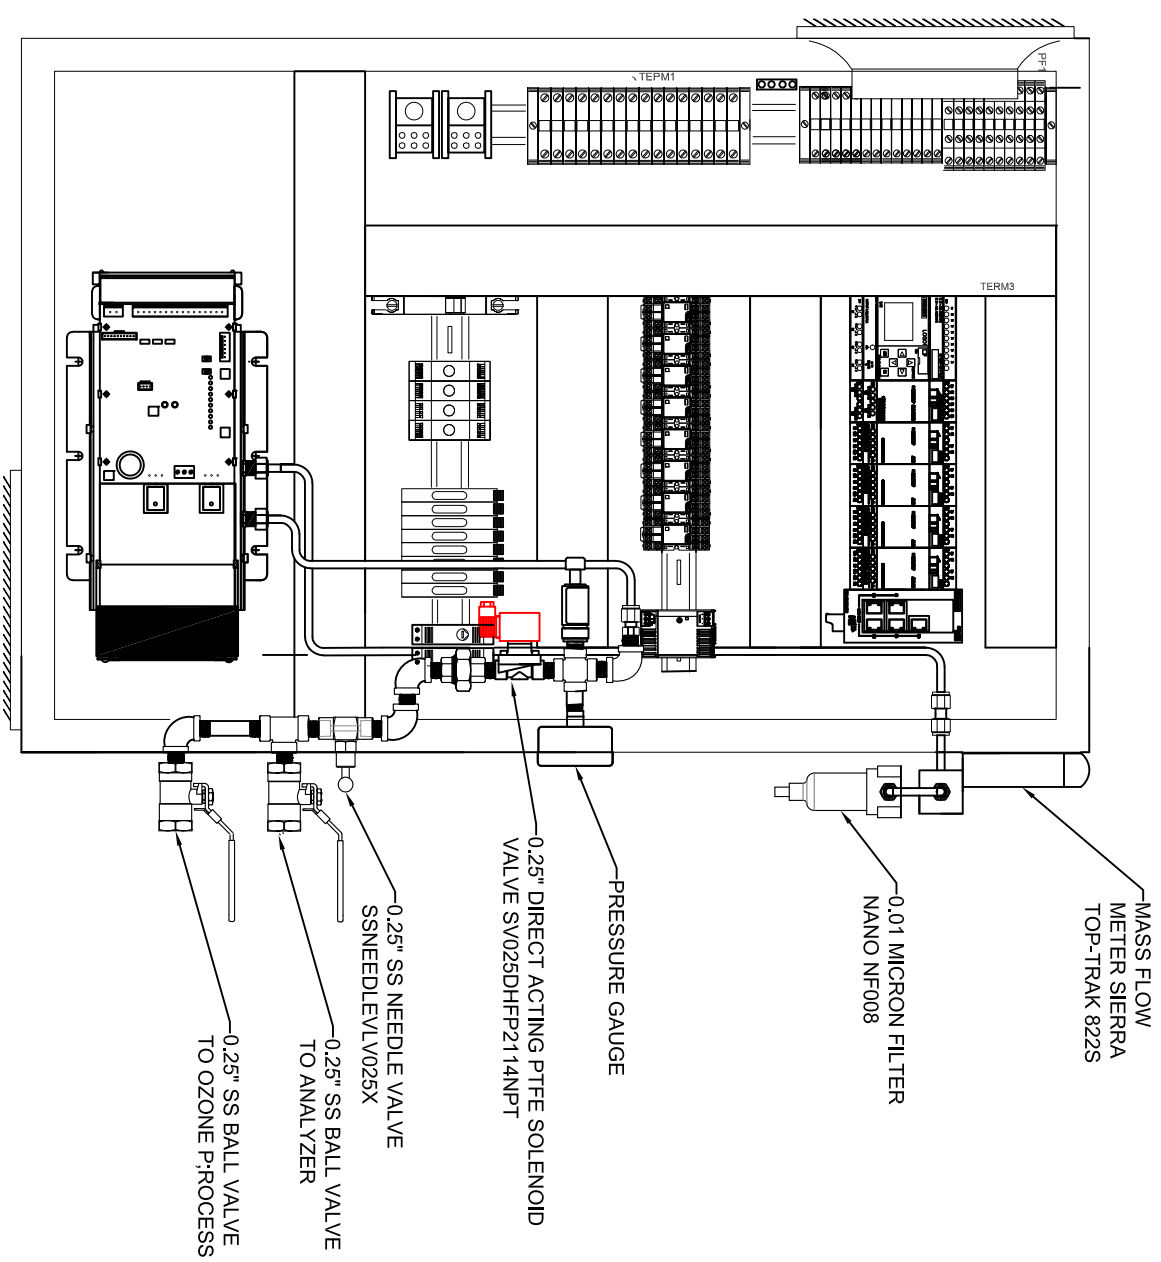 TEPM1
PF1
TERM3
MASS FLOW
METER SIERRA
TOP-TRAK 822S
0.01 MICRON FILTER
NANO NF008
PRESSURE GAUGE
0.25" DIRECT ACTING PTFE SOLENOID
VALVE SV025DHFP2114NPT
0.25" SS NEEDLE VALVE
SSNEEDLEVLV025X
0.25" SS BALL VALVE
TO ANALYZER
0.25" SS BALL VALVE
TO OZONE P;ROCESS